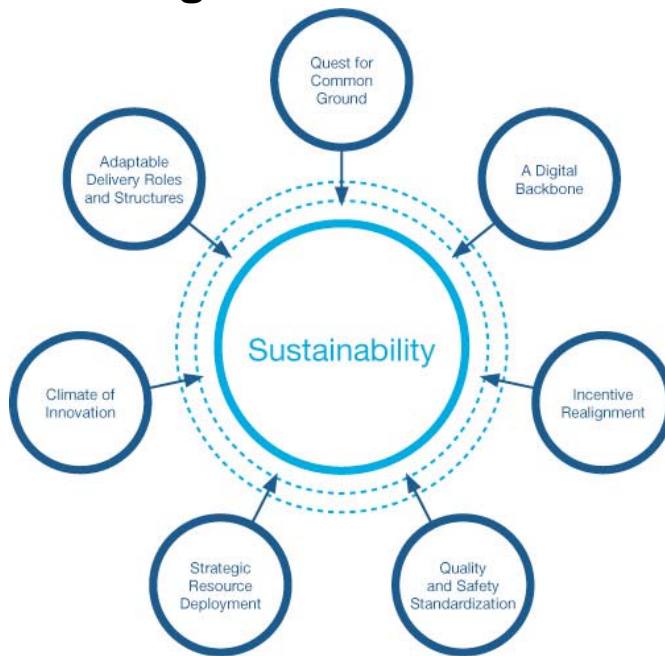 Quest for
Common
Ground
A Digital
Backbone
Incentive
Realignment
Quality
and Safety
Standardization
Strategic
Resource
Deployment
Climate of
Innovation
Adaptable
Delivery Roles
and Structures
Sustainability